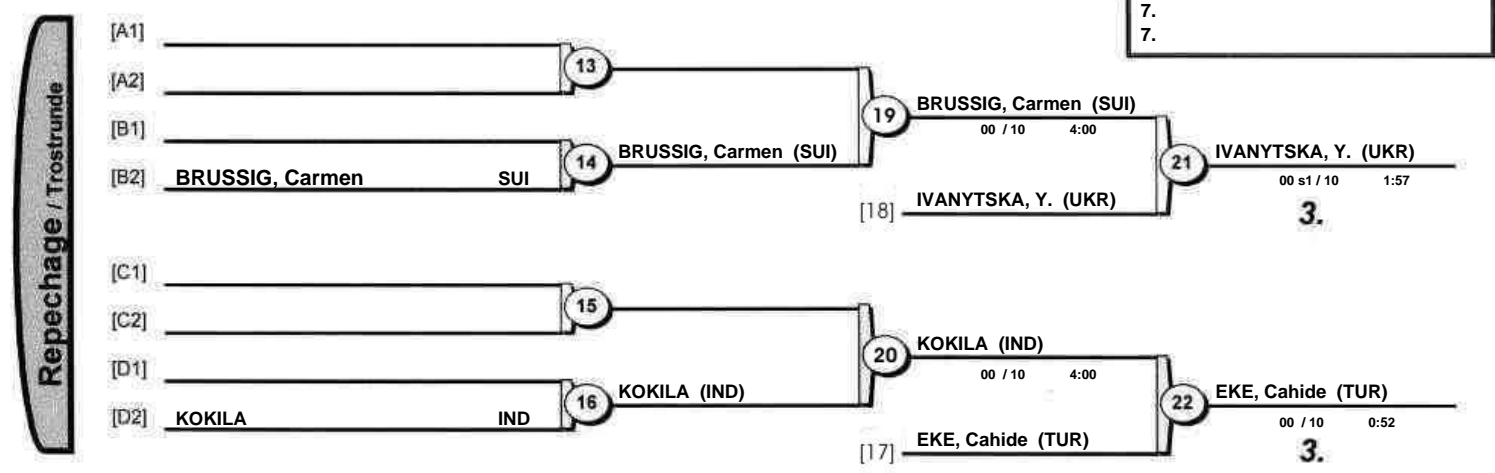 7.
7.
Repechage / Trostrunde
[A1]
[A2]
13
[B1]
[B2] BRUSSIG, Carmen SUI
14
BRUSSIG, Carmen (SUI)
19
BRUSSIG, Carmen (SUI)
00 / 10 4:00
[18] IVANYTSKA, Y. (UKR)
21
IVANYTSKA, Y. (UKR)
00 s1 / 10 1:57
3.
[C1]
[C2]
15
[D1]
[D2] KOKILA IND
16
KOKILA (IND)
20
KOKILA (IND)
00 / 10 4:00
[17] EKE, Cahide (TUR)
22
EKE, Cahide (TUR)
00 / 10 0:52
3.